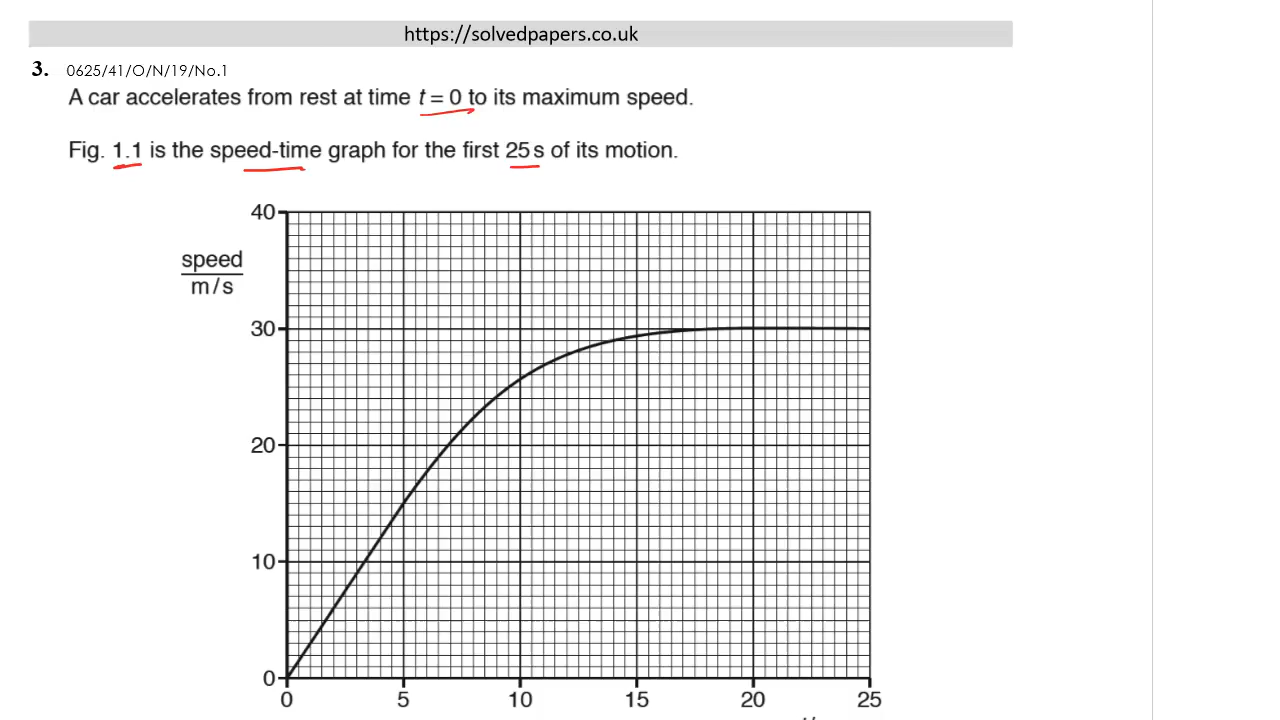 https://solvedpapers.co.uk
3. 0625/41/O/N/19/No.1
A car accelerates from rest at time t = 0 to its maximum speed.
Fig. 1.1 is the speed-time graph for the first 25 s of its motion.
40
speed
m/s
30
20
10
0
0 5 10 15 20 25